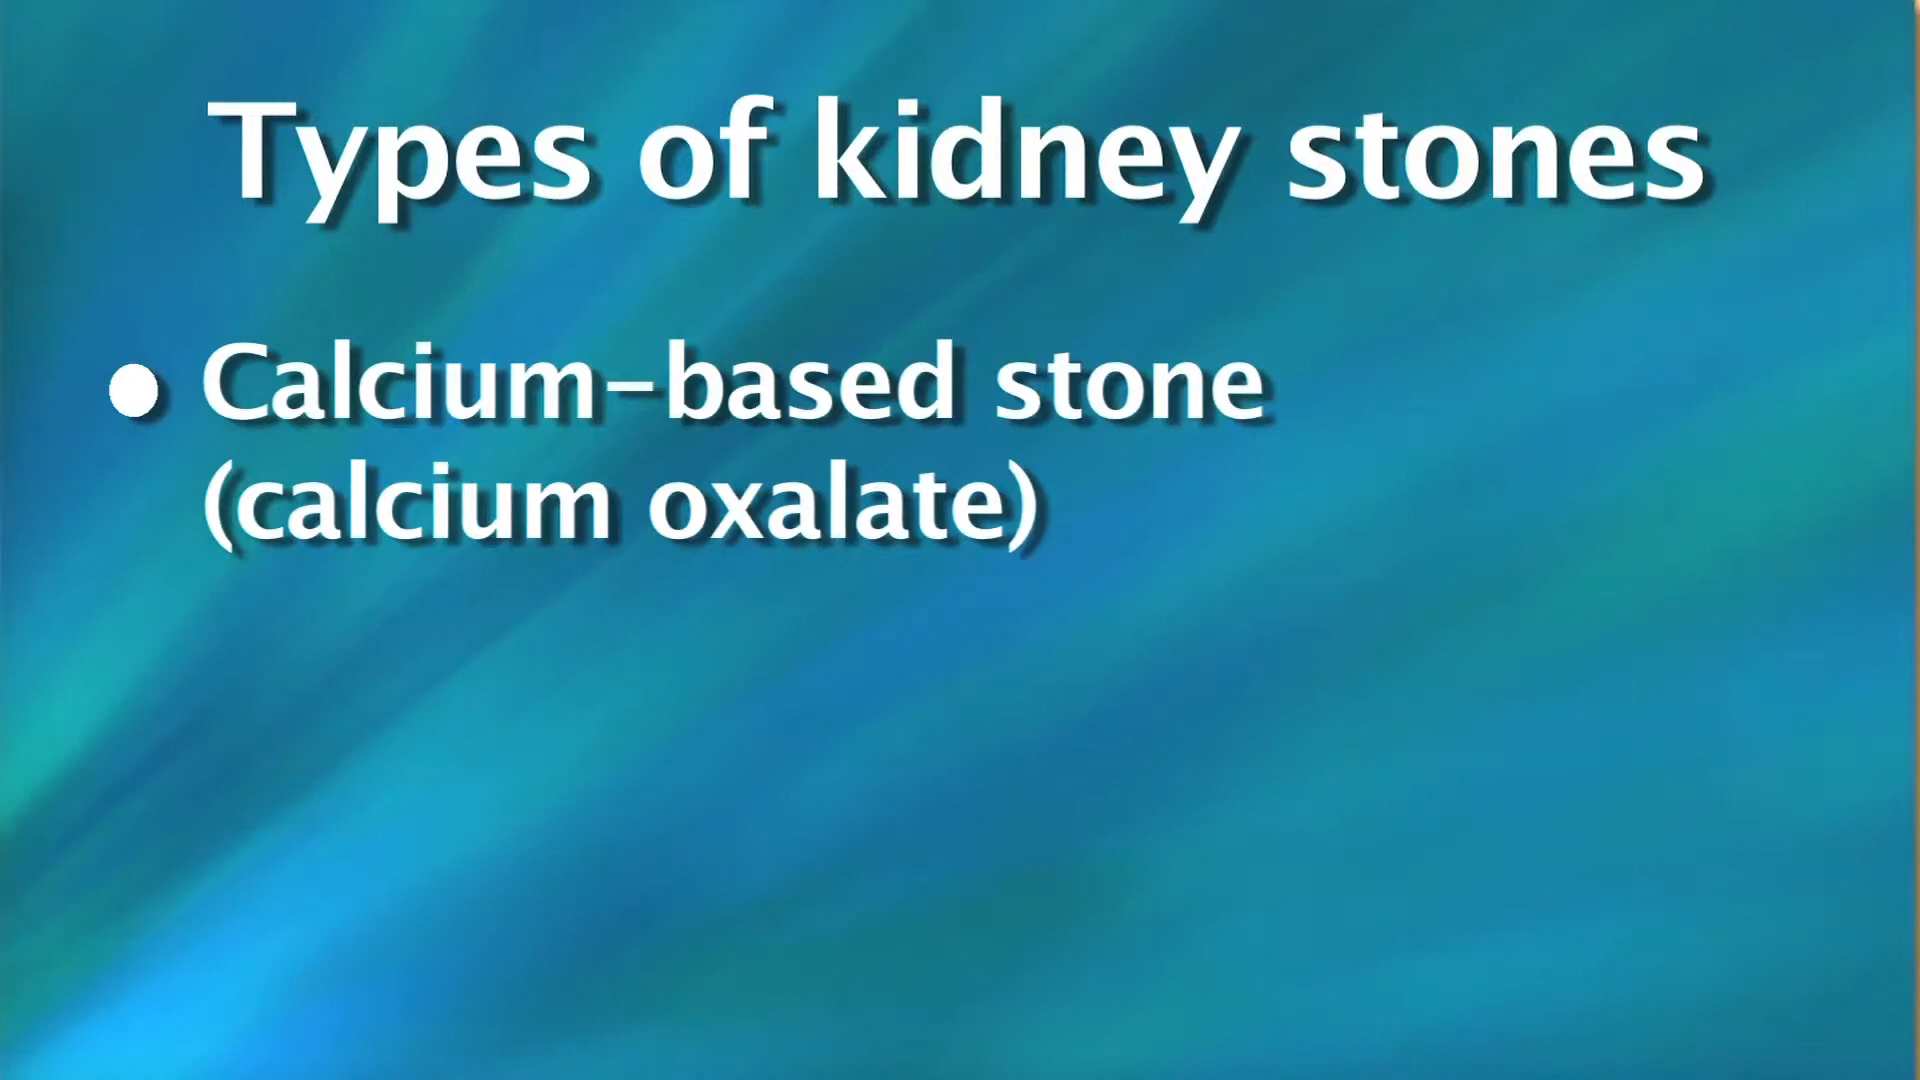 Types of kidney stones
• Calcium-based stone
(calcium oxalate)